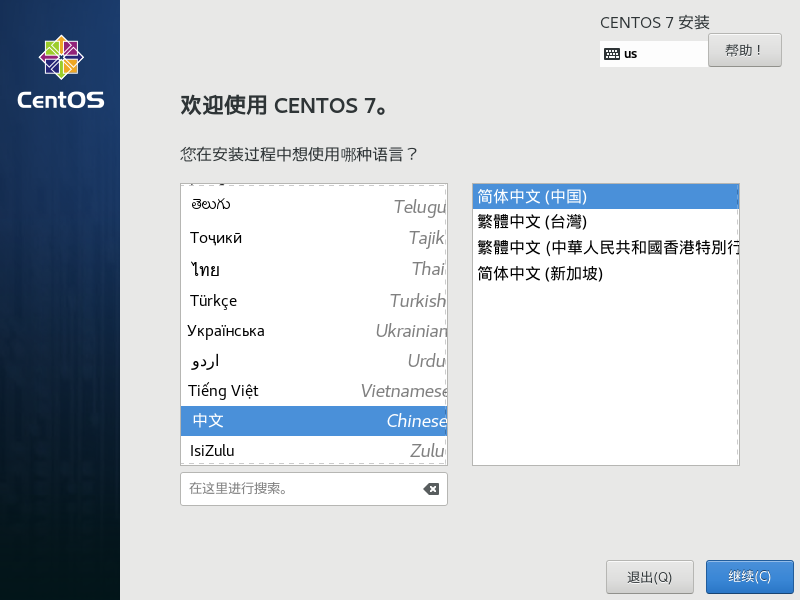 CentOS
CENTOS 7 安装
us
帮助！
欢迎使用 CENTOS 7。
您在安装过程中想使用哪种语言？
తెలుగు Telugu
Тоҷикӣ Tajik
ไทย Thai
Türkçe Turkish
Українська Ukrainian
اردو Urdu
Tiếng Việt Vietnamese
中文 Chinese
IsiZulu Zulu
在这里进行搜索。
简体中文 (中国)
繁體中文 (台灣)
繁體中文 (中華人民共和國香港特別行
简体中文 (新加坡)
退出(Q)
继续(C)